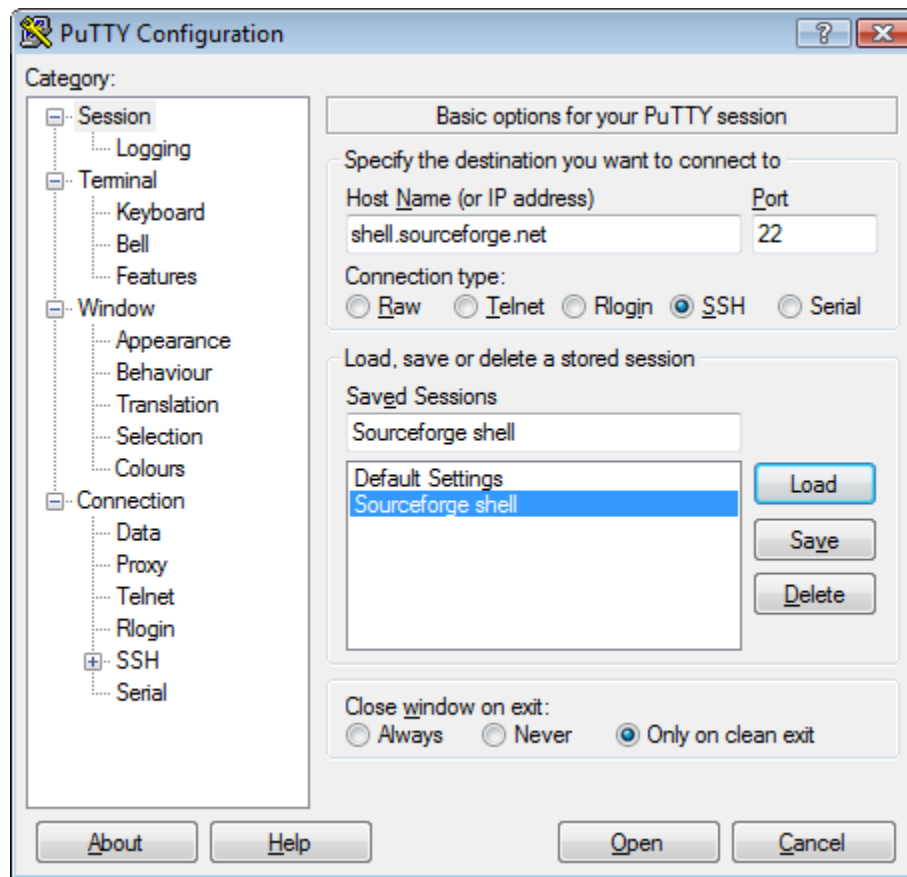 PuTTY Configuration
Category:
Session
Logging
Terminal
Keyboard
Bell
Features
Window
Appearance
Behaviour
Translation
Selection
Colours
Connection
Data
Proxy
Telnet
Rlogin
SSH
Serial
Basic options for your PuTTY session
Specify the destination you want to connect to
Host Name (or IP address) Port
shell.sourceforge.net 22
Connection type:
Raw Telnet Rlogin SSH Serial
Load, save or delete a stored session
Saved Sessions
Sourceforge shell
Default Settings
Sourceforge shell
Load
Save
Delete
Close window on exit:
Always Never Only on clean exit
About Help Open Cancel